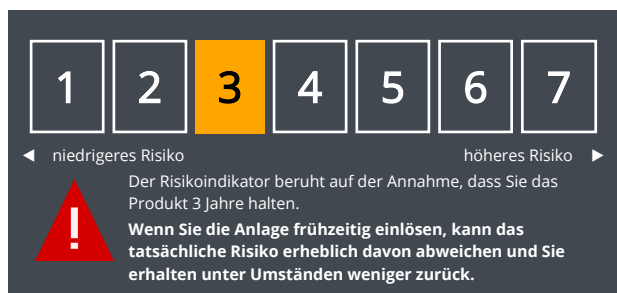 1 2 3 4 5 6 7
◀ niedrigeres Risiko höheres Risiko ▶
Der Risikoindikator beruht auf der Annahme, dass Sie das
Produkt 3 Jahre halten.
!
Wenn Sie die Anlage frühzeitig einlösen, kann das
tatsächliche Risiko erheblich davon abweichen und Sie
erhalten unter Umständen weniger zurück.